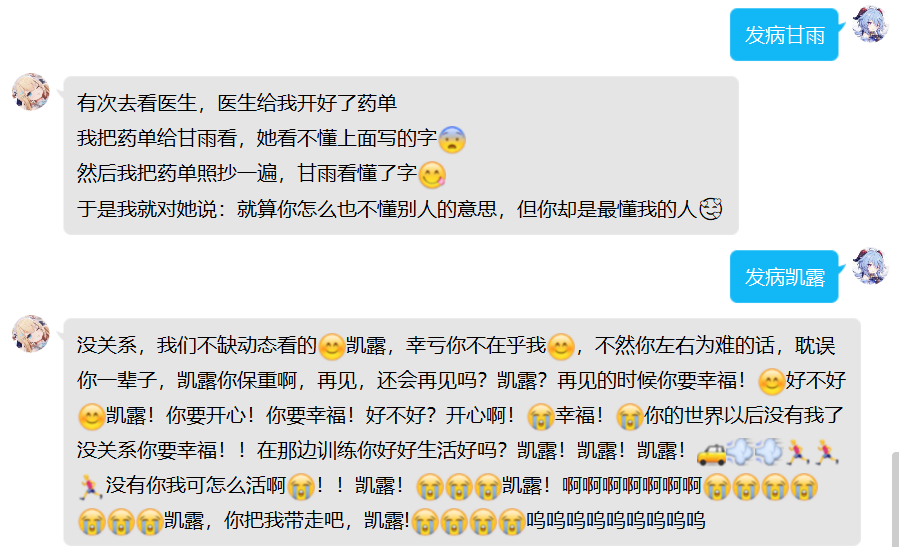 发病甘雨
有次去看医生，医生给我开好了药单
我把药单给甘雨看，她看不懂上面写的字😨
然后我把药单照抄一遍，甘雨看懂了字😋
于是我就对她说：就算你怎么也不懂别人的意思，但你却是最懂我的人🥰
发病凯露
没关系，我们不缺动态看的😊凯露，幸亏你不在乎我😊，不然你左右为难的话，耽误
你一辈子，凯露你保重啊，再见，还会再见吗？凯露？再见的时候你要幸福！😊好不好
😊凯露！你要开心！你要幸福！好不好？开心啊！😭幸福！😭你的世界以后没有我了
没关系你要幸福！！在那边训练你好好生活好吗？凯露！凯露！凯露！🚕💨💨🏃🏃
🏃没有你我可怎么活啊😭！！凯露！😭😭😭凯露！啊啊啊啊啊啊啊😭😭😭😭
😭😭😭凯露，你把我带走吧，凯露!😭😭😭😭呜呜呜呜呜呜呜呜呜